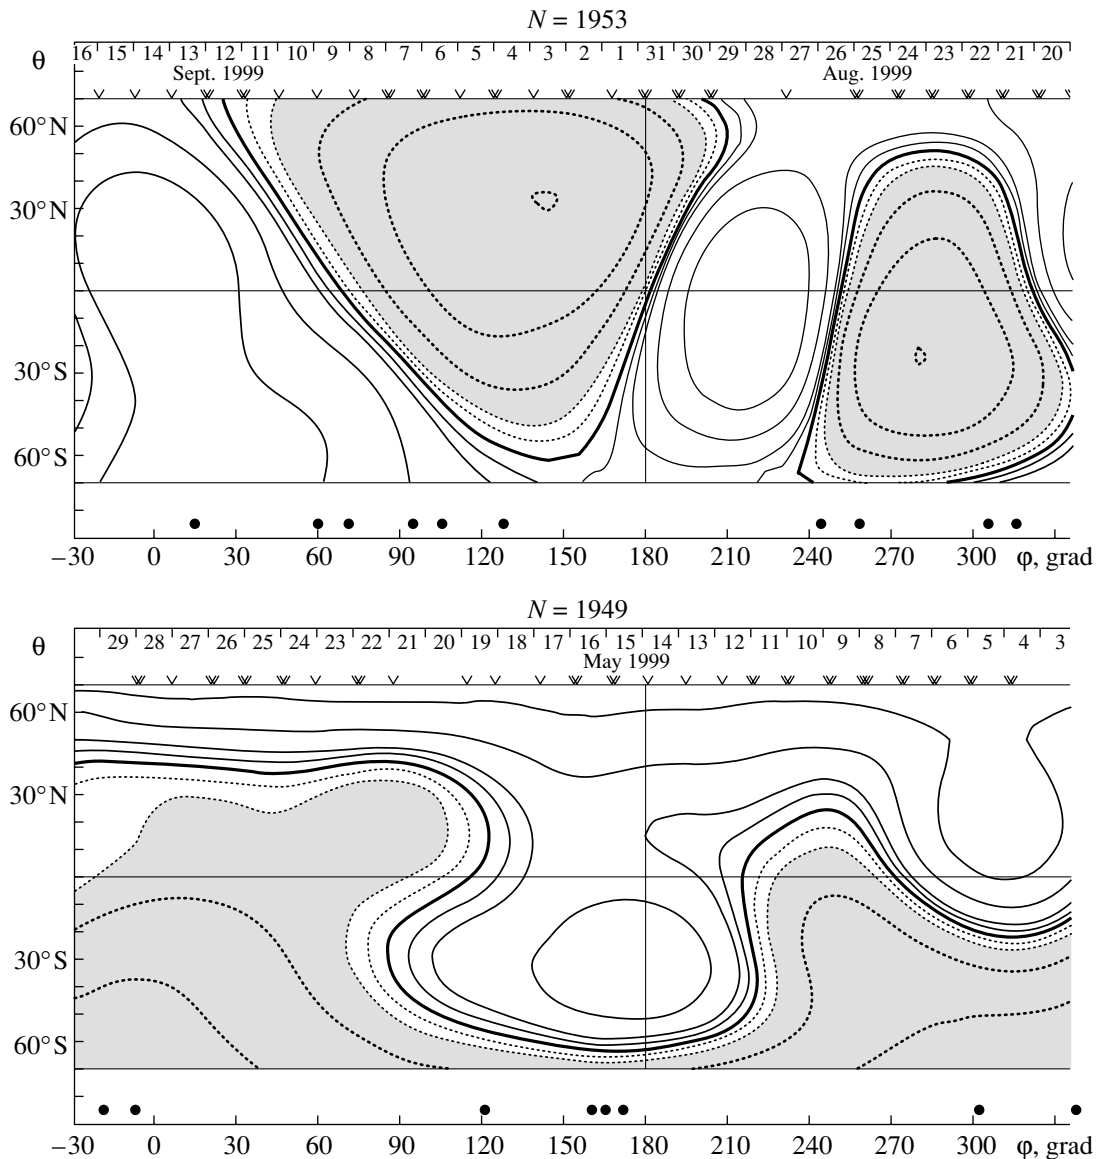 N = 1953
θ
16 15 14 13 12 11 10 9 8 7 6 5 4 3 2 1 31 30 29 28 27 26 25 24 23 22 21 20
Sept. 1999 Aug. 1999
60° N
30° N
30° S
60° S
–30 0 30 60 90 120 150 180 210 240 270 300 φ, grad
N = 1949
θ
29 28 27 26 25 24 23 22 21 20 19 18 17 16 15 14 13 12 11 10 9 8 7 6 5 4 3
May 1999
60° N
30° N
30° S
60° S
–30 0 30 60 90 120 150 180 210 240 270 300 φ, grad